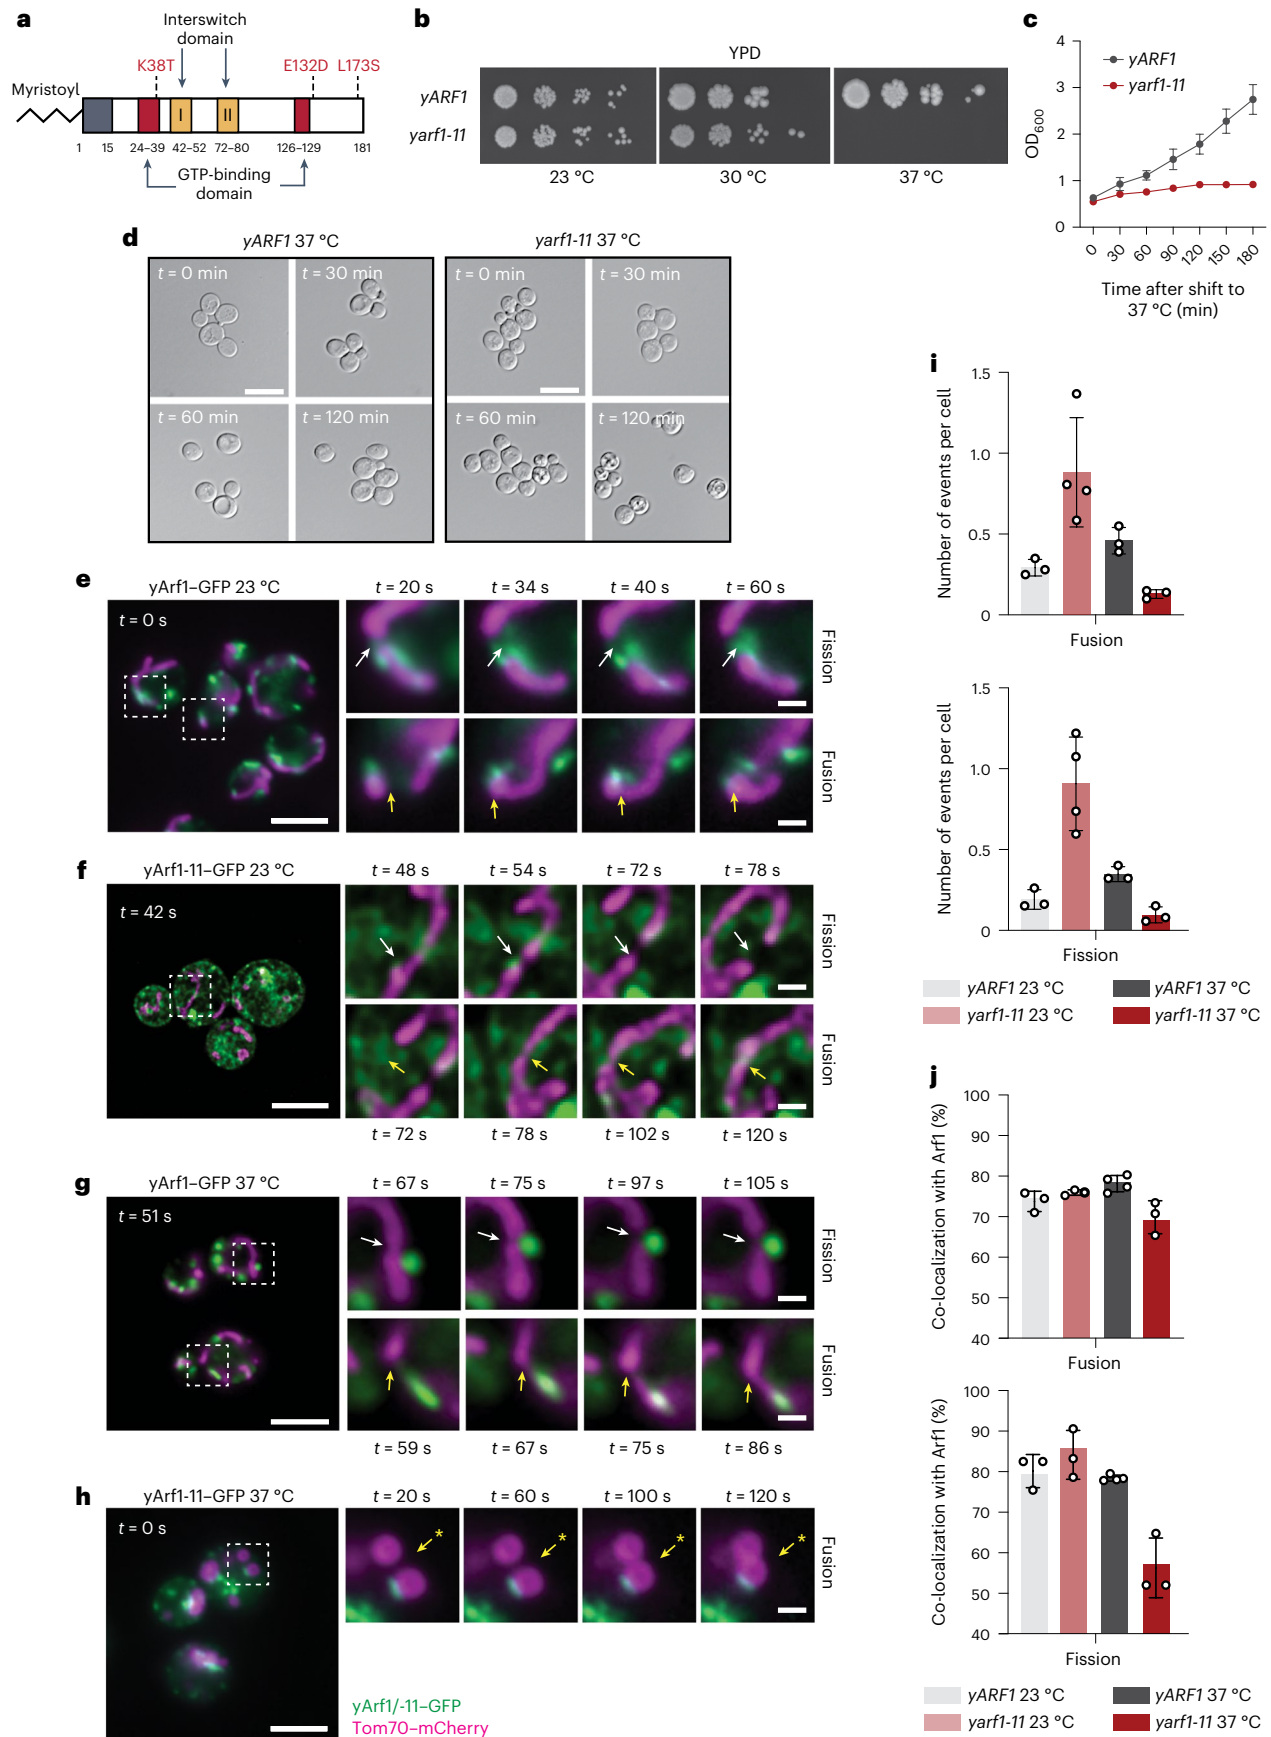 a
Interswitch
domain
K38T
E132D
L173S
Myristoyl
I
II
1
15
24–39
42–52
72–80
126–129
181
GTP-binding
domain
b
YPD
yARF1
yarf1-11
23 °C
30 °C
37 °C
c
4
3
2
1
0
OD600
yARF1
yarf1-11
0
30
60
90
120
150
180
Time after shift to
37 °C (min)
d
yARF1 37 °C
yarf1-11 37 °C
t = 0 min
t = 30 min
t = 0 min
t = 30 min
t = 60 min
t = 120 min
t = 60 min
t = 120 min
e
yArf1–GFP 23 °C
t = 0 s
t = 20 s
t = 34 s
t = 40 s
t = 60 s
Fission
Fusion
f
yArf1-11–GFP 23 °C
t = 42 s
t = 48 s
t = 54 s
t = 72 s
t = 78 s
Fission
Fusion
t = 72 s
t = 78 s
t = 102 s
t = 120 s
g
yArf1–GFP 37 °C
t = 51 s
t = 67 s
t = 75 s
t = 97 s
t = 105 s
Fission
Fusion
t = 59 s
t = 67 s
t = 75 s
t = 86 s
h
yArf1-11–GFP 37 °C
t = 0 s
t = 20 s
t = 60 s
t = 100 s
t = 120 s
*
*
*
*
Fusion
yArf1/-11–GFP
Tom70–mCherry
i
Number of events per cell
1.5
1.0
0.5
0
Fusion
Number of events per cell
1.5
1.0
0.5
0
Fission
yARF1 23 °C
yARF1 37 °C
yarf1-11 23 °C
yarf1-11 37 °C
j
Co-localization with Arf1 (%)
100
90
80
70
60
50
40
Fusion
Co-localization with Arf1 (%)
100
90
80
70
60
50
40
Fission
yARF1 23 °C
yARF1 37 °C
yarf1-11 23 °C
yarf1-11 37 °C